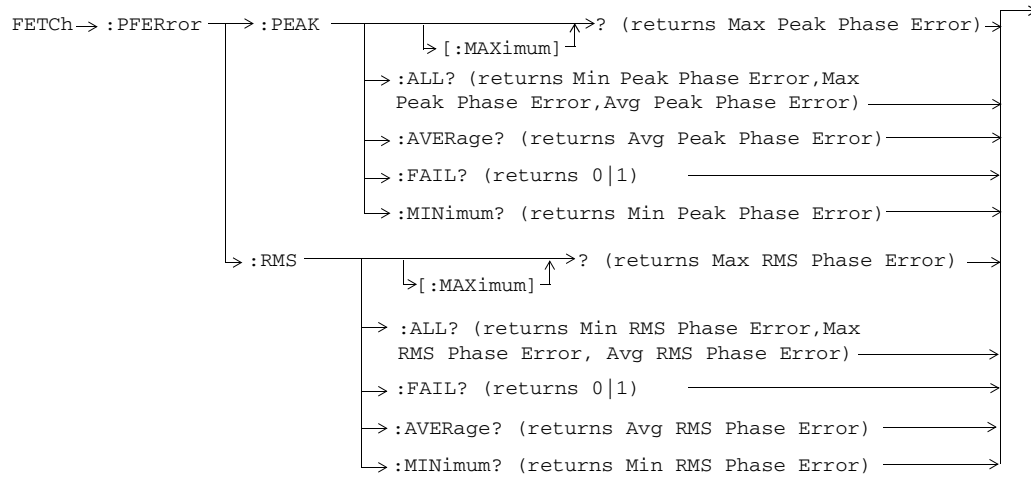 FETCh :PFERror :PEAK ? (returns Max Peak Phase Error)
[:MAXimum]
:ALL? (returns Min Peak Phase Error,Max
Peak Phase Error,Avg Peak Phase Error)
:AVERage? (returns Avg Peak Phase Error)
:FAIL? (returns 0|1)
:MINimum? (returns Min Peak Phase Error)
:RMS ? (returns Max RMS Phase Error)
[:MAXimum]
:ALL? (returns Min RMS Phase Error,Max
RMS Phase Error, Avg RMS Phase Error)
:FAIL? (returns 0|1)
:AVERage? (returns Avg RMS Phase Error)
:MINimum? (returns Min RMS Phase Error)